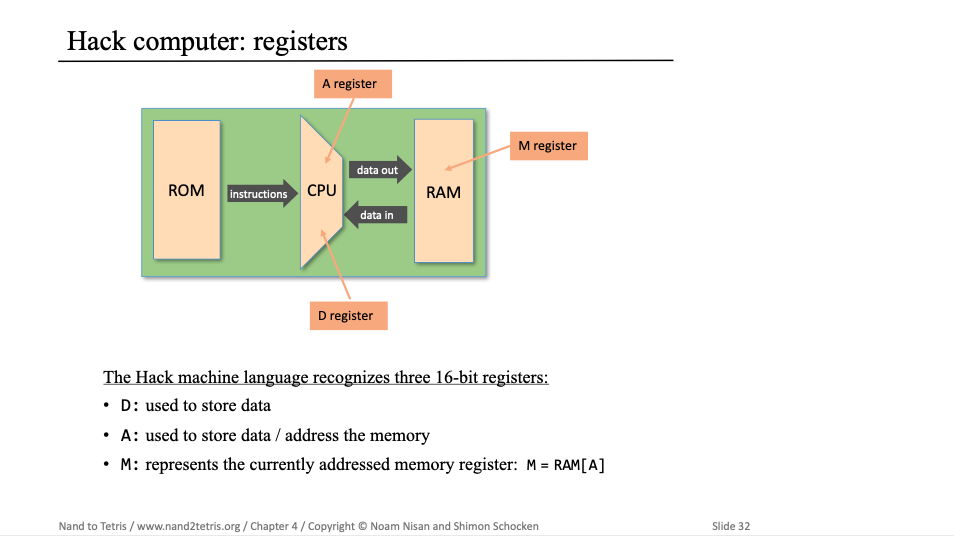 Hack computer: registers
A register
M register
ROM
instructions
CPU
data out
data in
RAM
D register
The Hack machine language recognizes three 16-bit registers:
• D: used to store data
• A: used to store data / address the memory
• M: represents the currently addressed memory register: M = RAM[A]
Nand to Tetris / www.nand2tetris.org / Chapter 4 / Copyright © Noam Nisan and Shimon Schocken
Slide 32